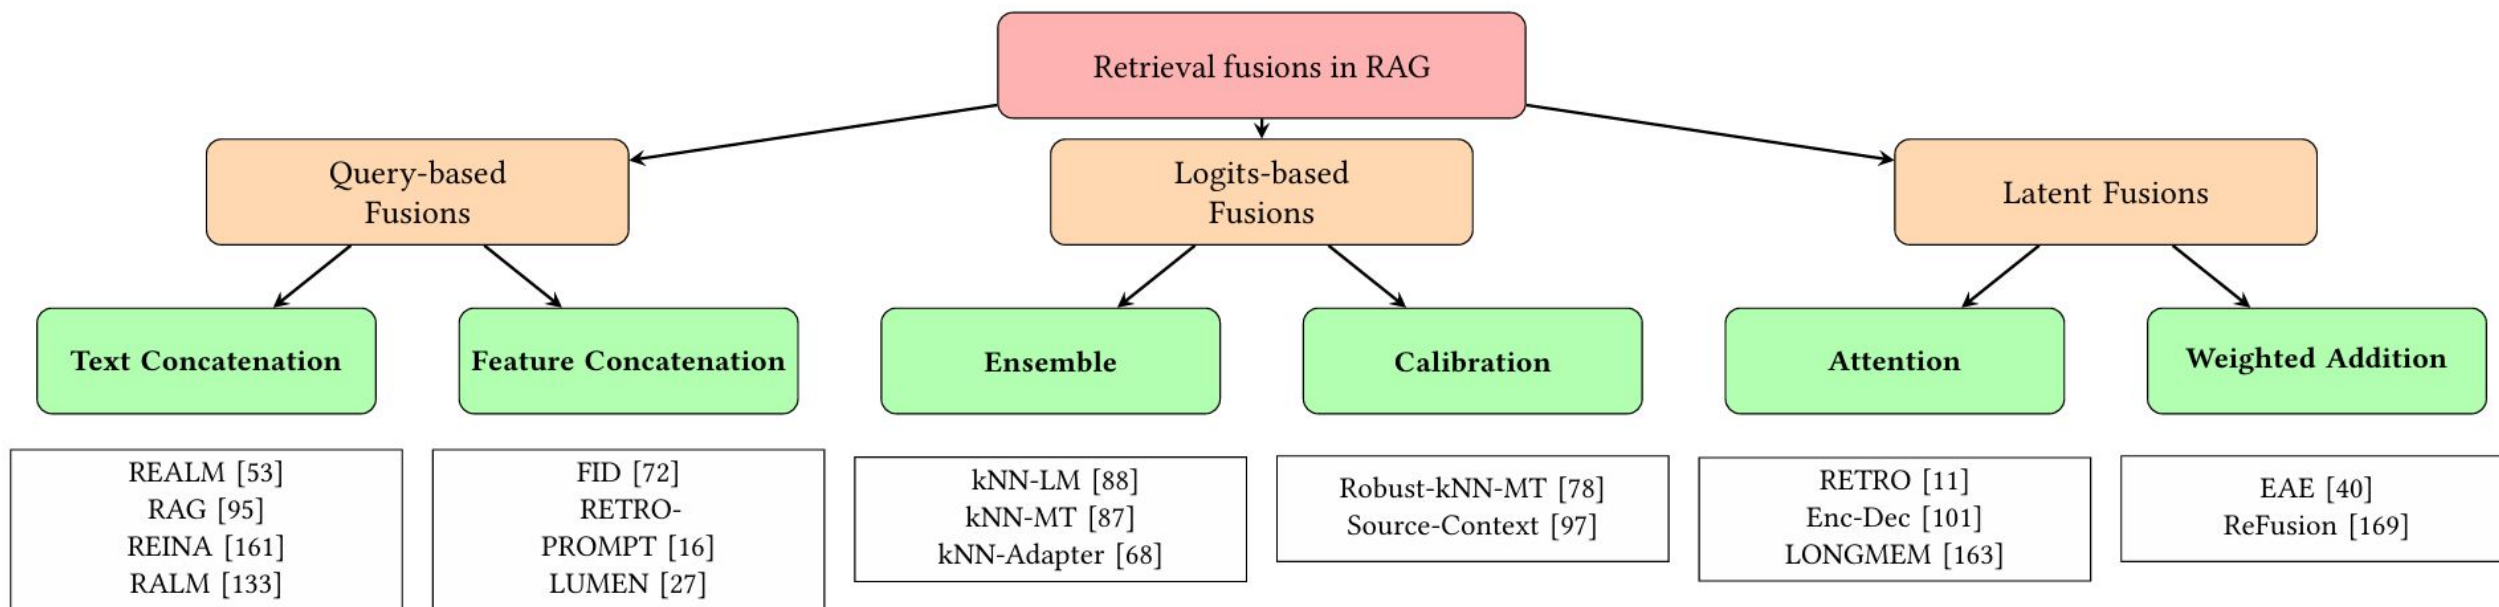 Retrieval fusions in RAG
Query-based
Fusions
Logits-based
Fusions
Latent Fusions
Text Concatenation
Feature Concatenation
Ensemble
Calibration
Attention
Weighted Addition
REALM [53]
RAG [95]
REINA [161]
RALM [133]
FID [72]
RETRO-
PROMPT [16]
LUMEN [27]
kNN-LM [88]
kNN-MT [87]
kNN-Adapter [68]
Robust-kNN-MT [78]
Source-Context [97]
RETRO [11]
Enc-Dec [101]
LONGMEM [163]
EAE [40]
ReFusion [169]